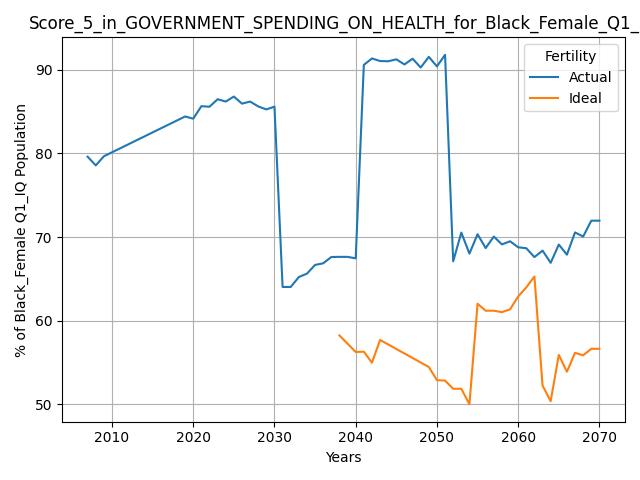 Score_5_in_GOVERNMENT_SPENDING_ON_HEALTH_for_Black_Female_Q1_
Fertility
Actual
Ideal
% of Black_Female Q1_IQ Population
90
80
70
60
50
2010 2020 2030 2040 2050 2060 2070
Years